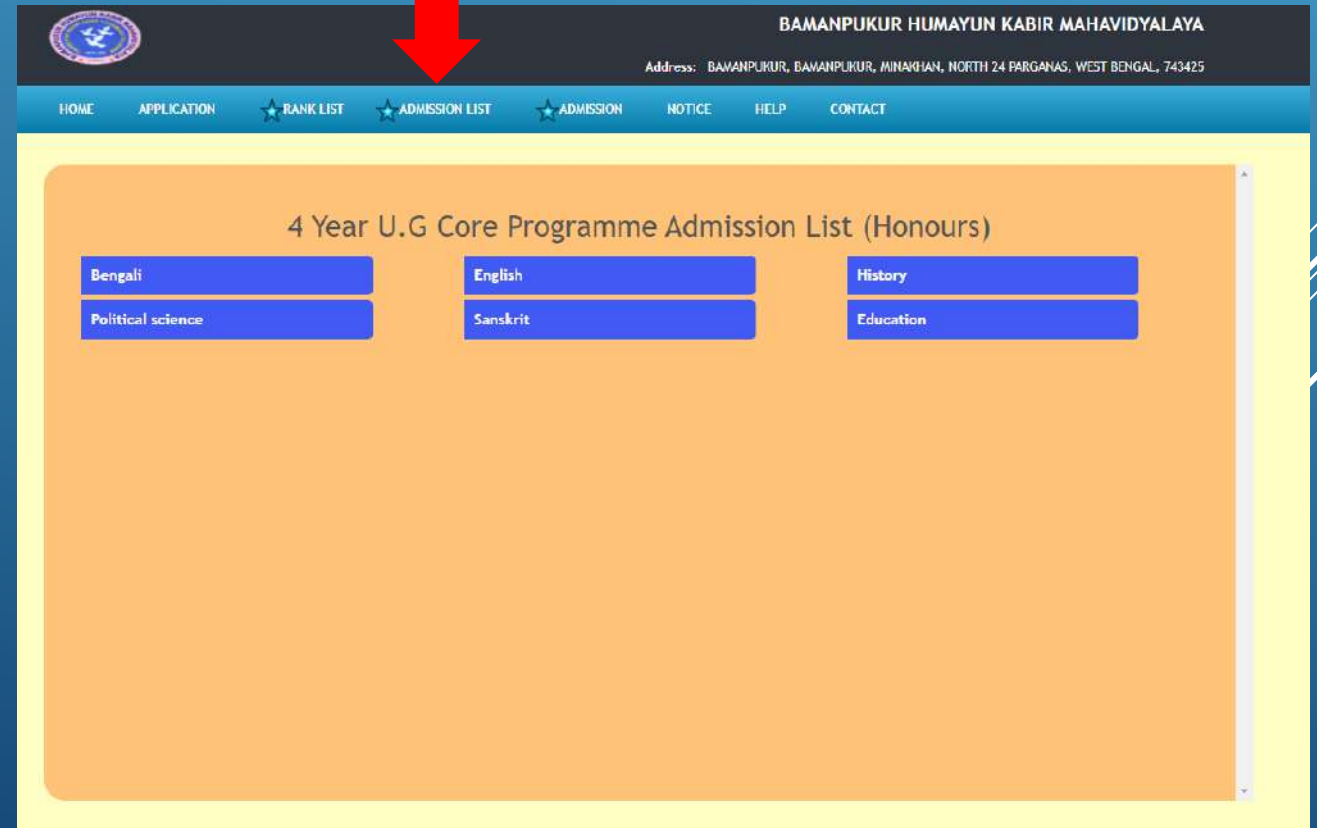 BAMANPUKUR HUMAYUN KABIR MAHAVIDYALAYA
Address: BAMANPUKUR, BAMANPUKUR, MINAKHAN, NORTH 24 PARGANAS, WEST BENGAL, 743425
HOME APPLICATION RANK LIST ADMISSION LIST ADMISSION NOTICE HELP CONTACT
4 Year U.G Core Programme Admission List (Honours)
Bengali English History
Political science Sanskrit Education